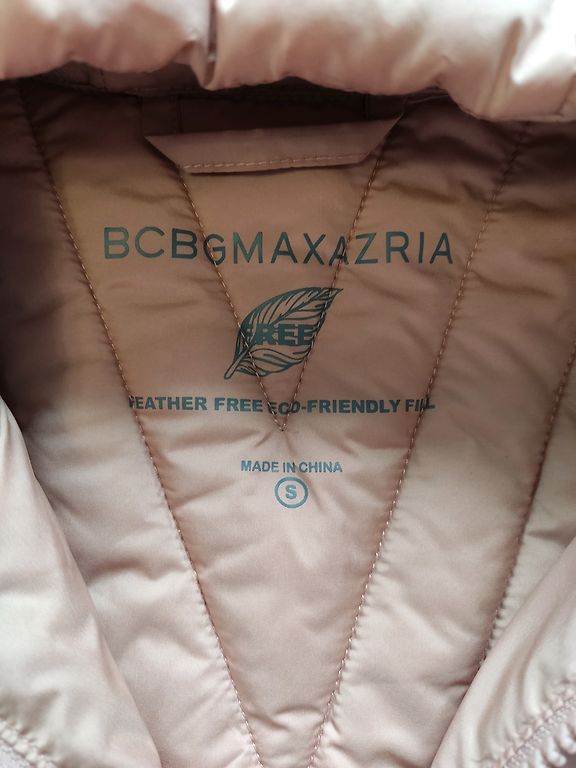 BCBGMAXAZRIA
FREE
FEATHER FREE ECO-FRIENDLY FILL
MADE IN CHINA
S